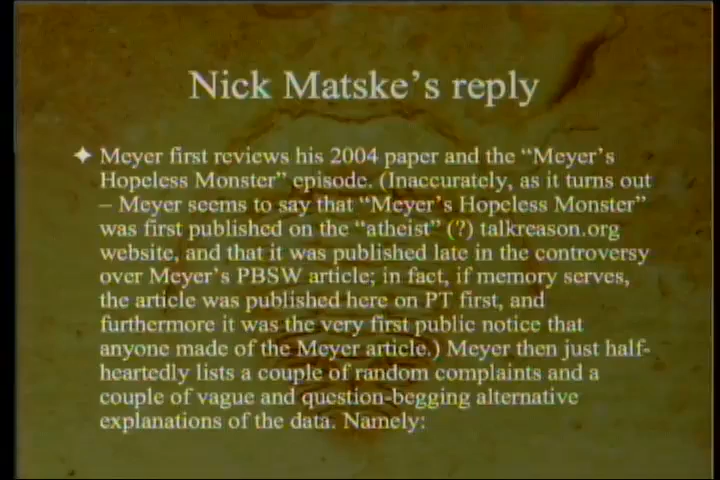 Nick Matske's reply
Meyer first reviews his 2004 paper and the "Meyer's
Hopeless Monster" episode. (Inaccurately, as it turns out
– Meyer seems to say that "Meyer's Hopeless Monster"
was first published on the "atheist" (?) talkreason.org
website, and that it was published late in the controversy
over Meyer's PBSW article; in fact, if memory serves,
the article was published here on PT first, and
furthermore it was the very first public notice that
anyone made of the Meyer article.) Meyer then just half-
heartedly lists a couple of random complaints and a
couple of vague and question-begging alternative
explanations of the data. Namely: